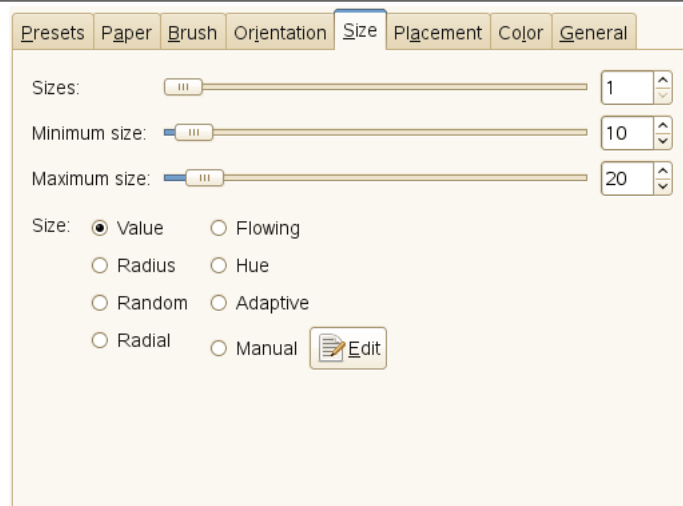 Presets Paper Brush Orientation Size Placement Color General
Sizes: 1
Minimum size: 10
Maximum size: 20
Size: Value Flowing
Radius Hue
Random Adaptive
Radial Manual Edit